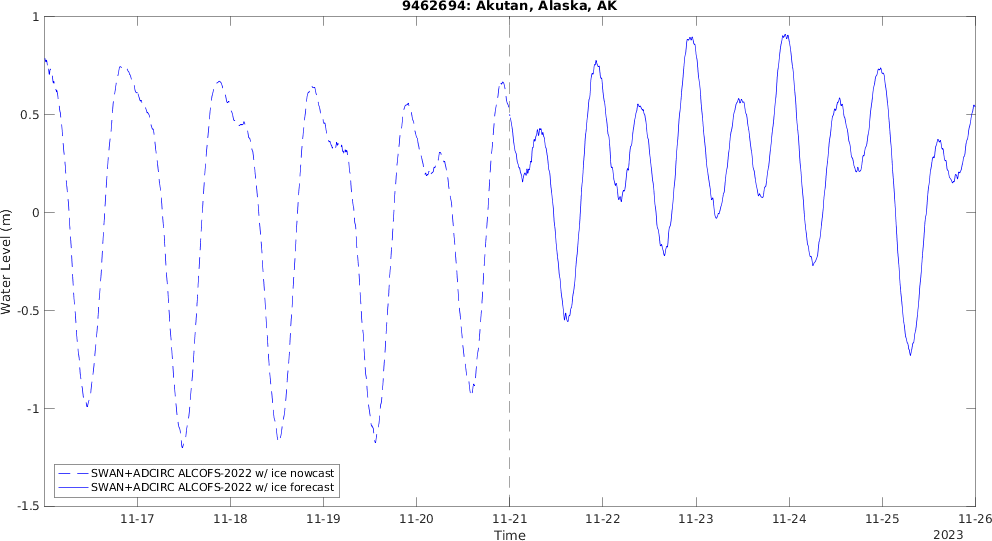 9462694: Akutan, Alaska, AK
1
0.5
0
-0.5
-1
-1.5
Water Level (m)
SWAN+ADCIRC ALCOFS-2022 w/ ice nowcast
SWAN+ADCIRC ALCOFS-2022 w/ ice forecast
11-17 11-18 11-19 11-20 11-21 11-22 11-23 11-24 11-25 11-26
Time
2023